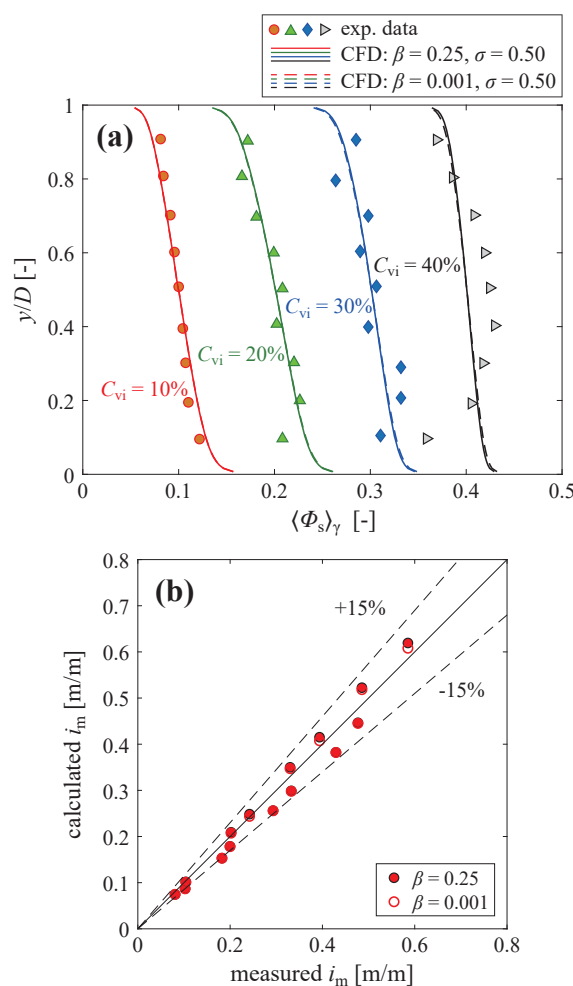 exp. data
CFD: β = 0.25, σ = 0.50
CFD: β = 0.001, σ = 0.50
(a)
1
0.8
0.6
0.4
0.2
0
y/D [-]
C_vi = 40%
C_vi = 30%
C_vi = 20%
C_vi = 10%
0 0.1 0.2 0.3 0.4 0.5
⟨Φ_s⟩_γ [-]
(b)
0.8
0.7
0.6
0.5
0.4
0.3
0.2
0.1
0
calculated i_m [m/m]
+15%
-15%
β = 0.25
β = 0.001
0 0.2 0.4 0.6 0.8
measured i_m [m/m]